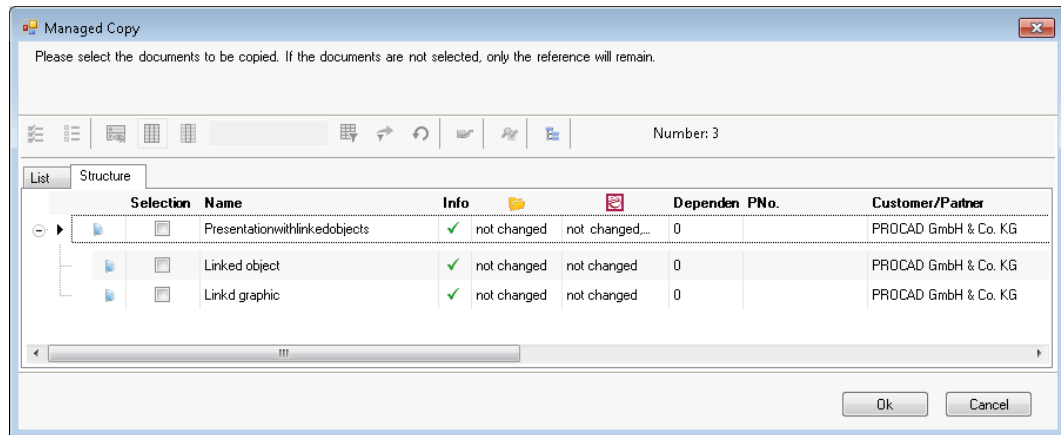 Managed Copy
Please select the documents to be copied. If the documents are not selected, only the reference will remain.
Number: 3
List Structure
Selection Name Info Dependen PNo. Customer/Partner
Presentationwithlinkedobjects not changed not changed,... 0 PROCAD GmbH & Co. KG
Linked object not changed not changed 0 PROCAD GmbH & Co. KG
Linkd graphic not changed not changed 0 PROCAD GmbH & Co. KG
Ok Cancel